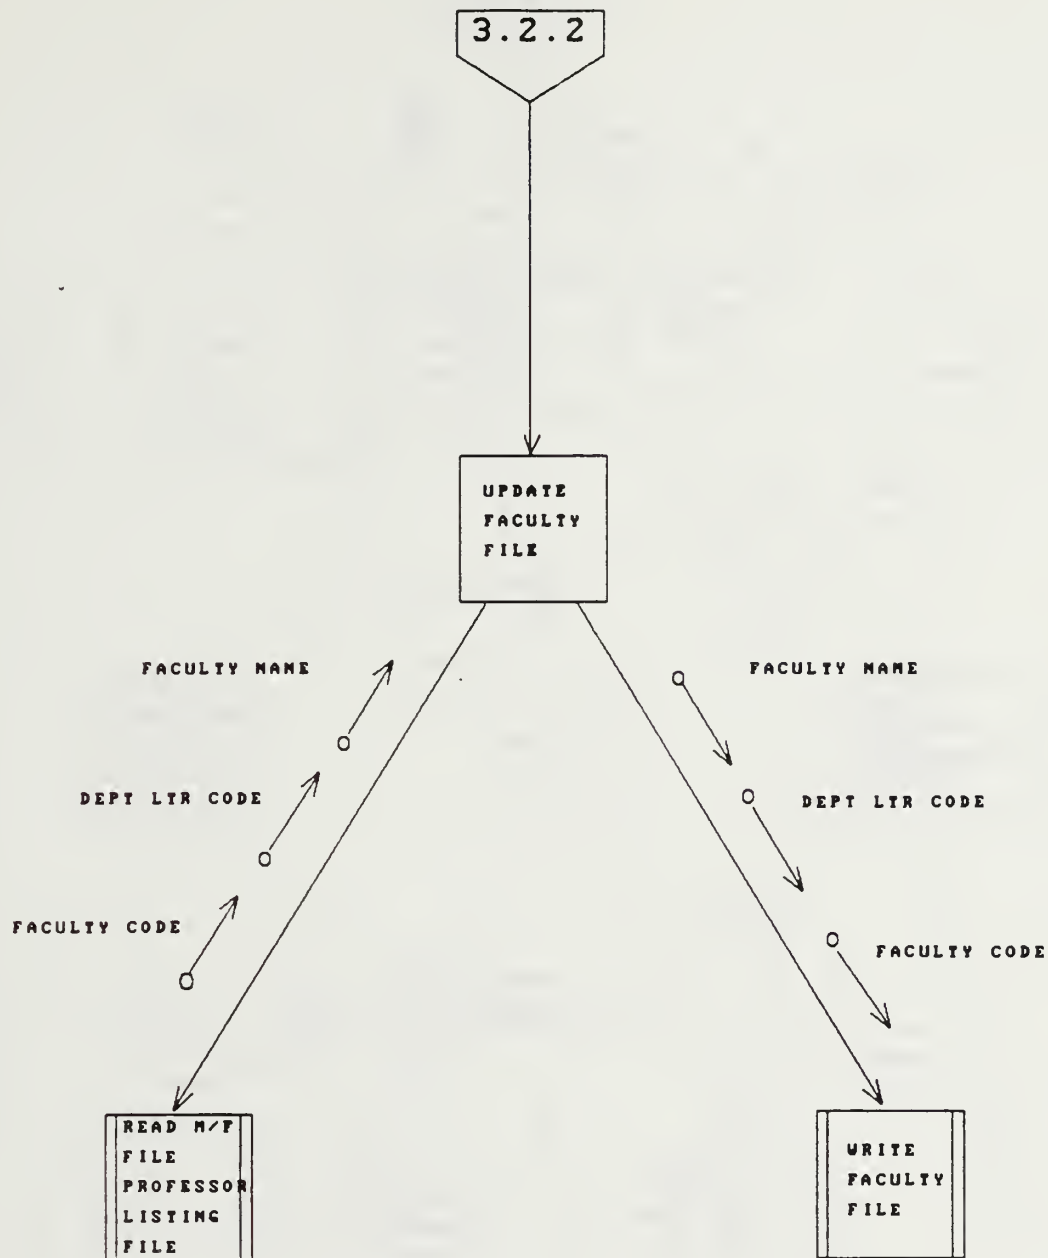 3.2.2
UPDATE
FACULTY
FILE
FACULTY NAME
FACULTY NAME
DEPT LTR CODE
DEPT LTR CODE
FACULTY CODE
FACULTY CODE
READ M/F
FILE
PROFESSOR
LISTING
FILE
WRITE
FACULTY
FILE